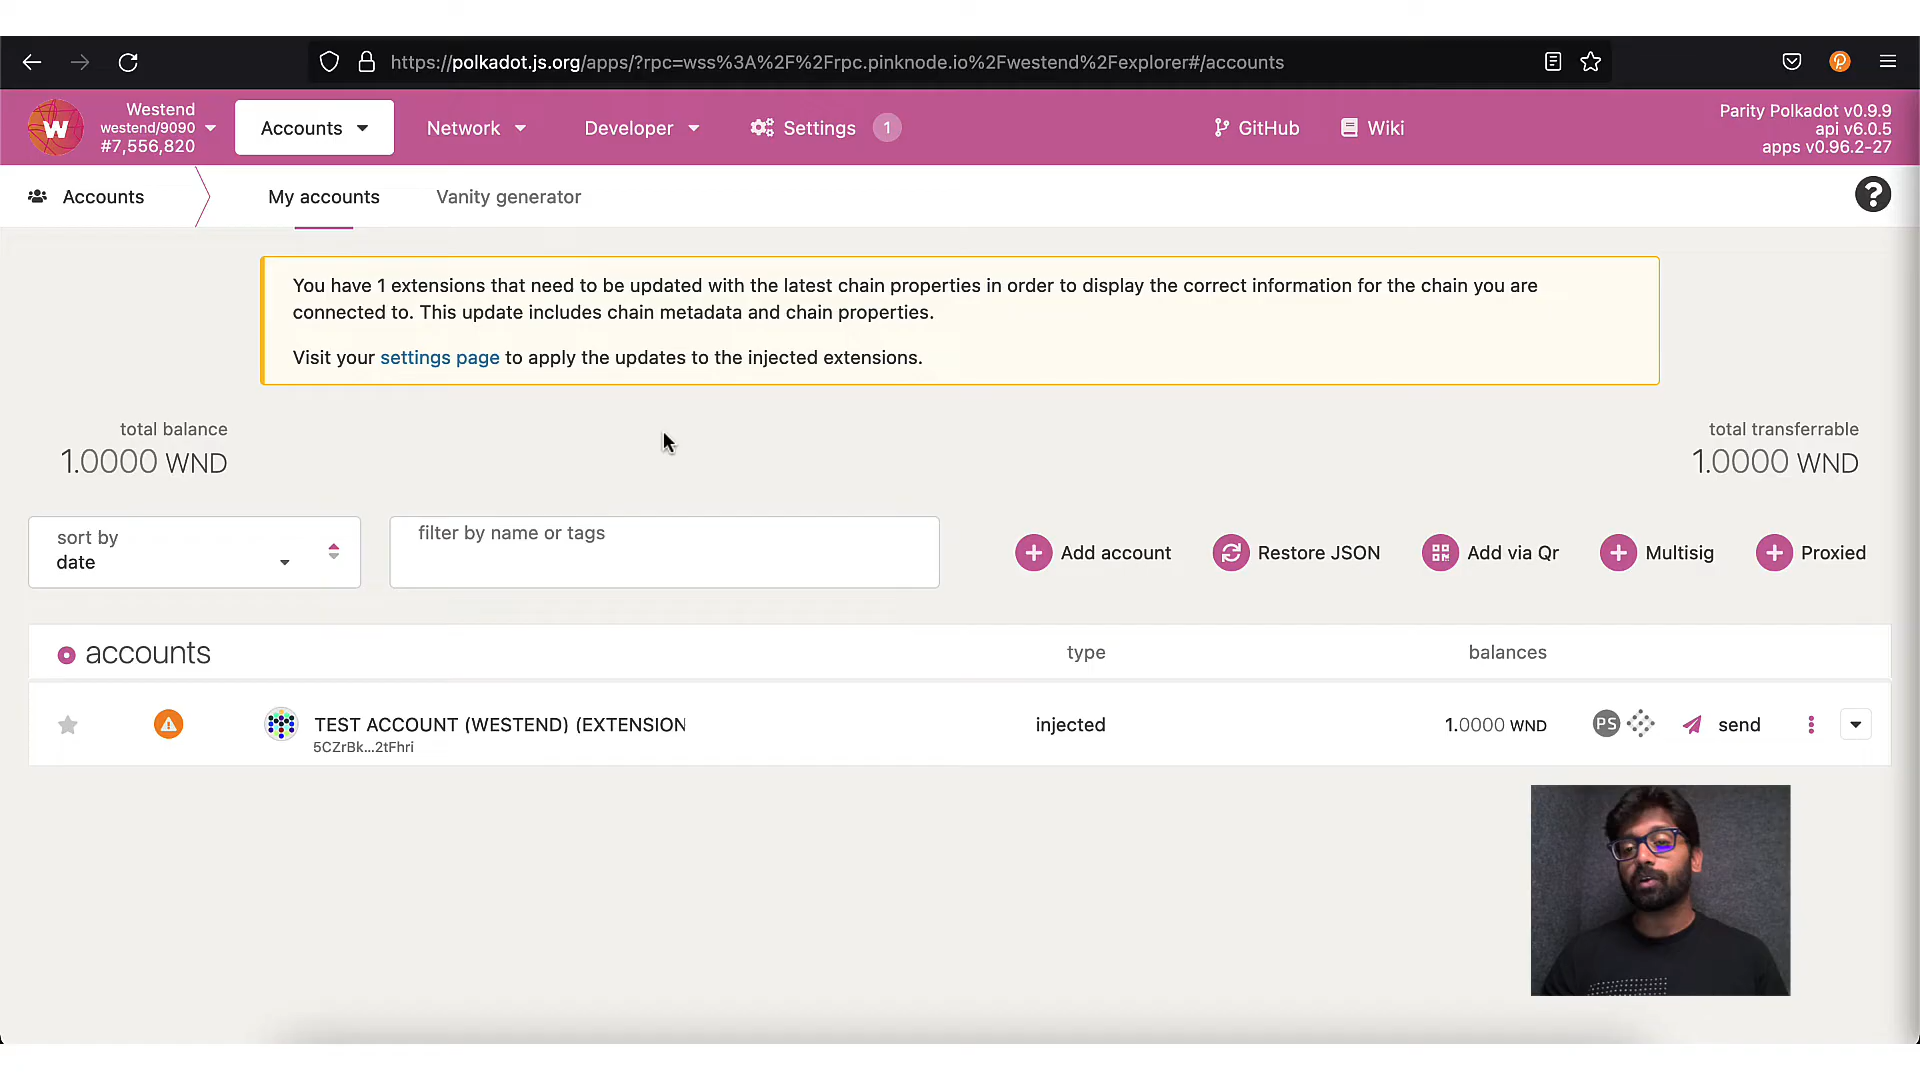 https://polkadot.js.org/apps/?rpc=wss%3A%2F%2Frpc.pinknode.io%2Fwestend%2Fexplorer#/accounts
Westend
westend/9090
#7,556,820
Accounts
Network
Developer
Settings 1
GitHub
Wiki
Parity Polkadot v0.9.9
api v6.0.5
apps v0.96.2-27
Accounts
My accounts
Vanity generator
You have 1 extensions that need to be updated with the latest chain properties in order to display the correct information for the chain you are
connected to. This update includes chain metadata and chain properties.
Visit your settings page to apply the updates to the injected extensions.
total balance
1.0000 WND
total transferrable
1.0000 WND
sort by
date
filter by name or tags
Add account
Restore JSON
Add via Qr
Multisig
Proxied
accounts
type
balances
TEST ACCOUNT (WESTEND) (EXTENSION
5CZrBk...2tFhri
injected
1.0000 WND
PS
send